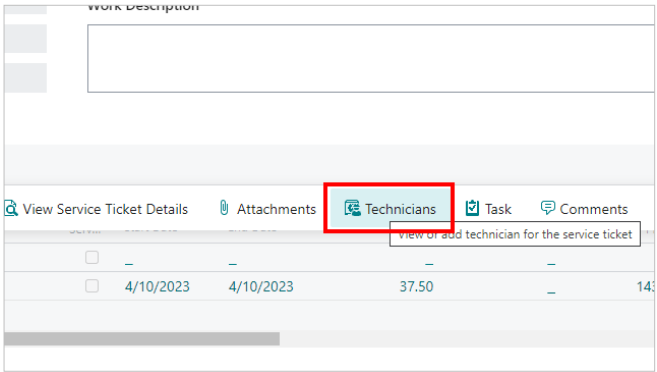 Work Description
View Service Ticket Details Attachments Technicians Task Comments
View or add technician for the service ticket
_ _ _ _
4/10/2023 4/10/2023 37.50 _ 143